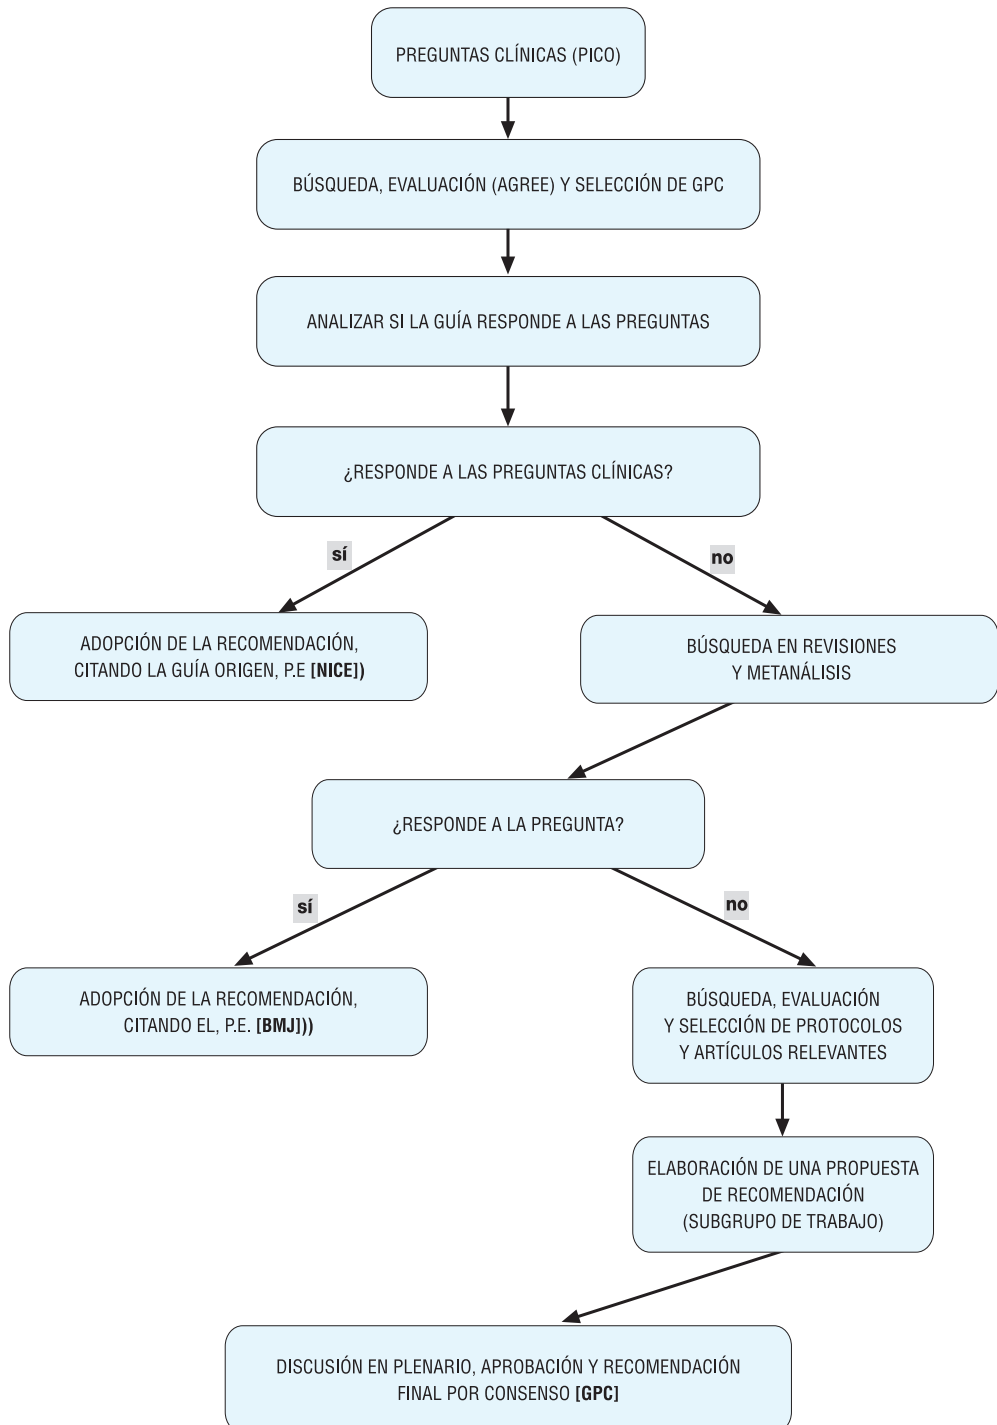 PREGUNTAS CLÍNICAS (PICO)
BÚSQUEDA, EVALUACIÓN (AGREE) Y SELECCIÓN DE GPC
ANALIZAR SI LA GUÍA RESPONDE A LAS PREGUNTAS
¿RESPONDE A LAS PREGUNTAS CLÍNICAS?
sí
no
ADOPCIÓN DE LA RECOMENDACIÓN,
CITANDO LA GUÍA ORIGEN, P.E [NICE])
BÚSQUEDA EN REVISIONES
Y METANÁLISIS
¿RESPONDE A LA PREGUNTA?
sí
no
ADOPCIÓN DE LA RECOMENDACIÓN,
CITANDO EL, P.E. [BMJ]))
BÚSQUEDA, EVALUACIÓN
Y SELECCIÓN DE PROTOCOLOS
Y ARTÍCULOS RELEVANTES
ELABORACIÓN DE UNA PROPUESTA
DE RECOMENDACIÓN
(SUBGRUPO DE TRABAJO)
DISCUSIÓN EN PLENARIO, APROBACIÓN Y RECOMENDACIÓN
FINAL POR CONSENSO [GPC]